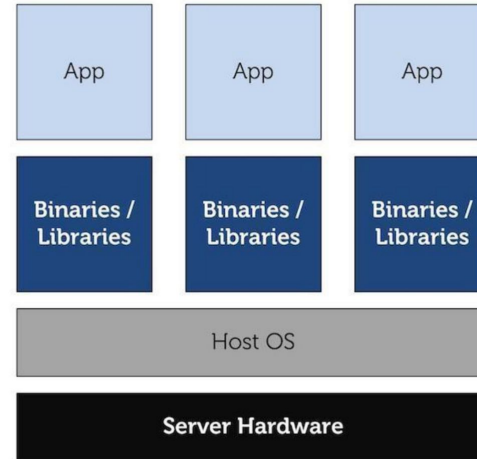 App App App
Binaries / Binaries / Binaries /
Libraries Libraries Libraries
Host OS
Server Hardware